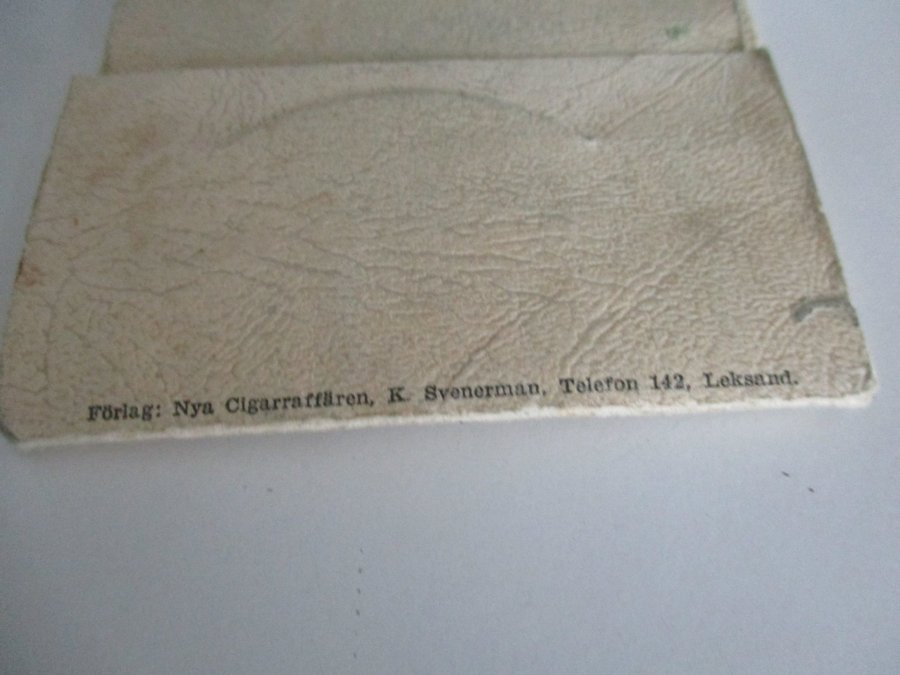 Förlag: Nya Cigarraffären, K. Svenerman, Telefon 142, Leksand.